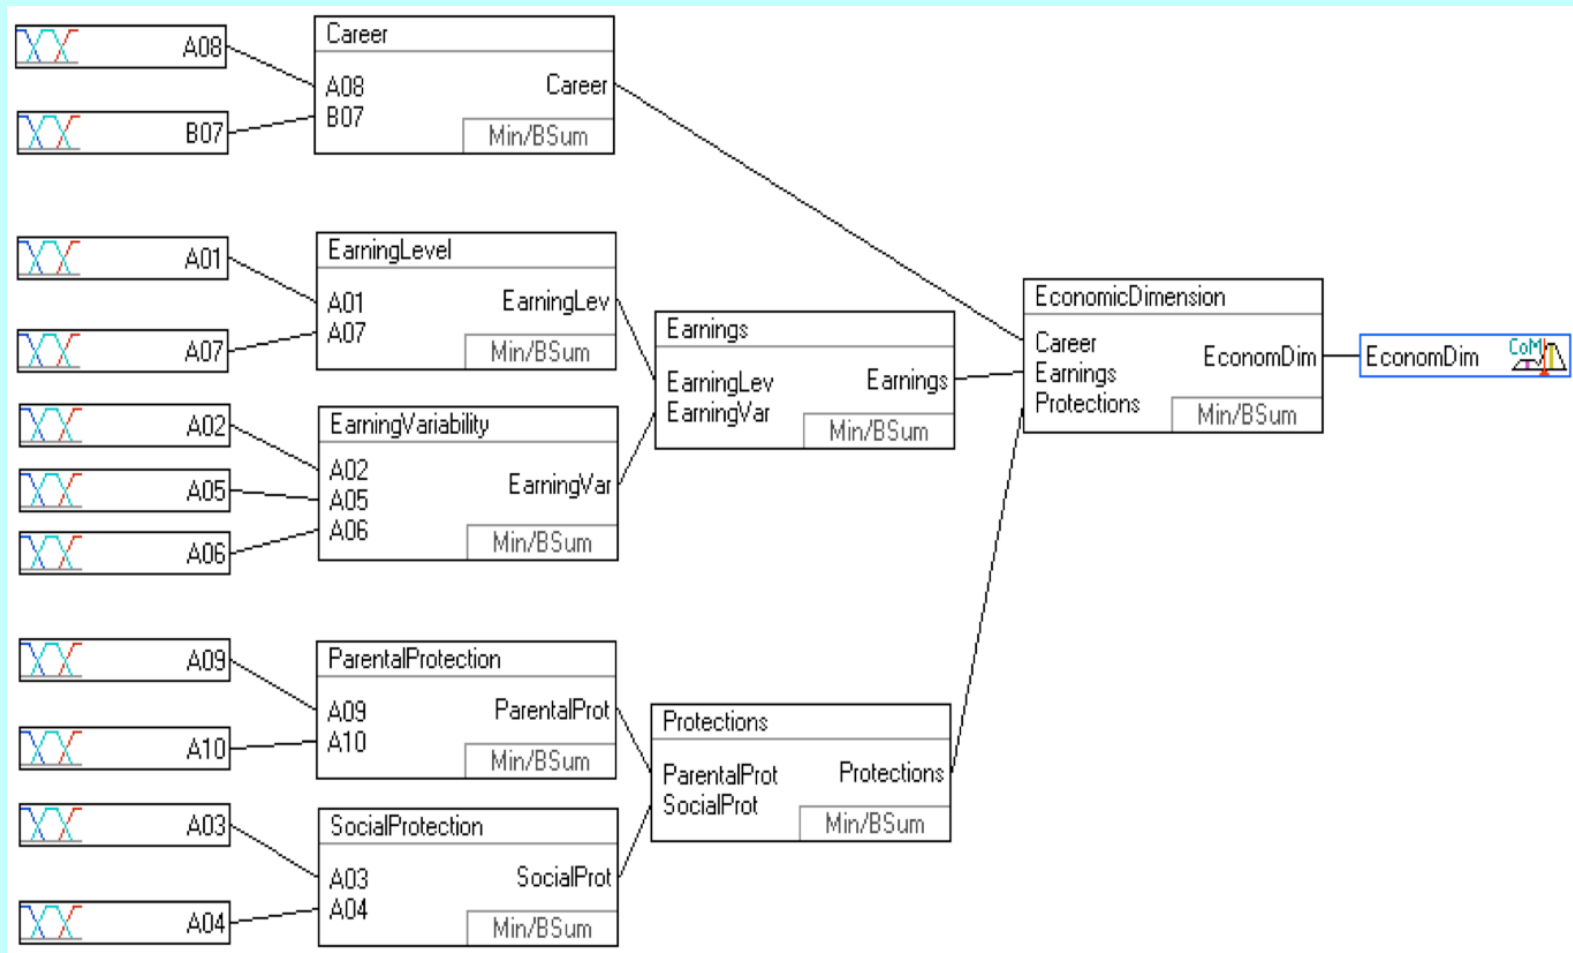 A08
B07
Career
A08
Career
B07
Min/BSum
A01
A07
EarningLevel
A01
EarningLev
A07
Min/BSum
A02
A05
A06
EarningVariability
A02
A05
EarningVar
A06
Min/BSum
Earnings
EarningLev
Earnings
EarningVar
Min/BSum
A09
A10
ParentalProtection
A09
ParentalProt
A10
Min/BSum
A03
A04
SocialProtection
A03
SocialProt
A04
Min/BSum
Protections
ParentalProt
Protections
SocialProt
Min/BSum
EconomicDimension
Career
EconomDim
Earnings
Protections
Min/BSum
EconomDim
CoM